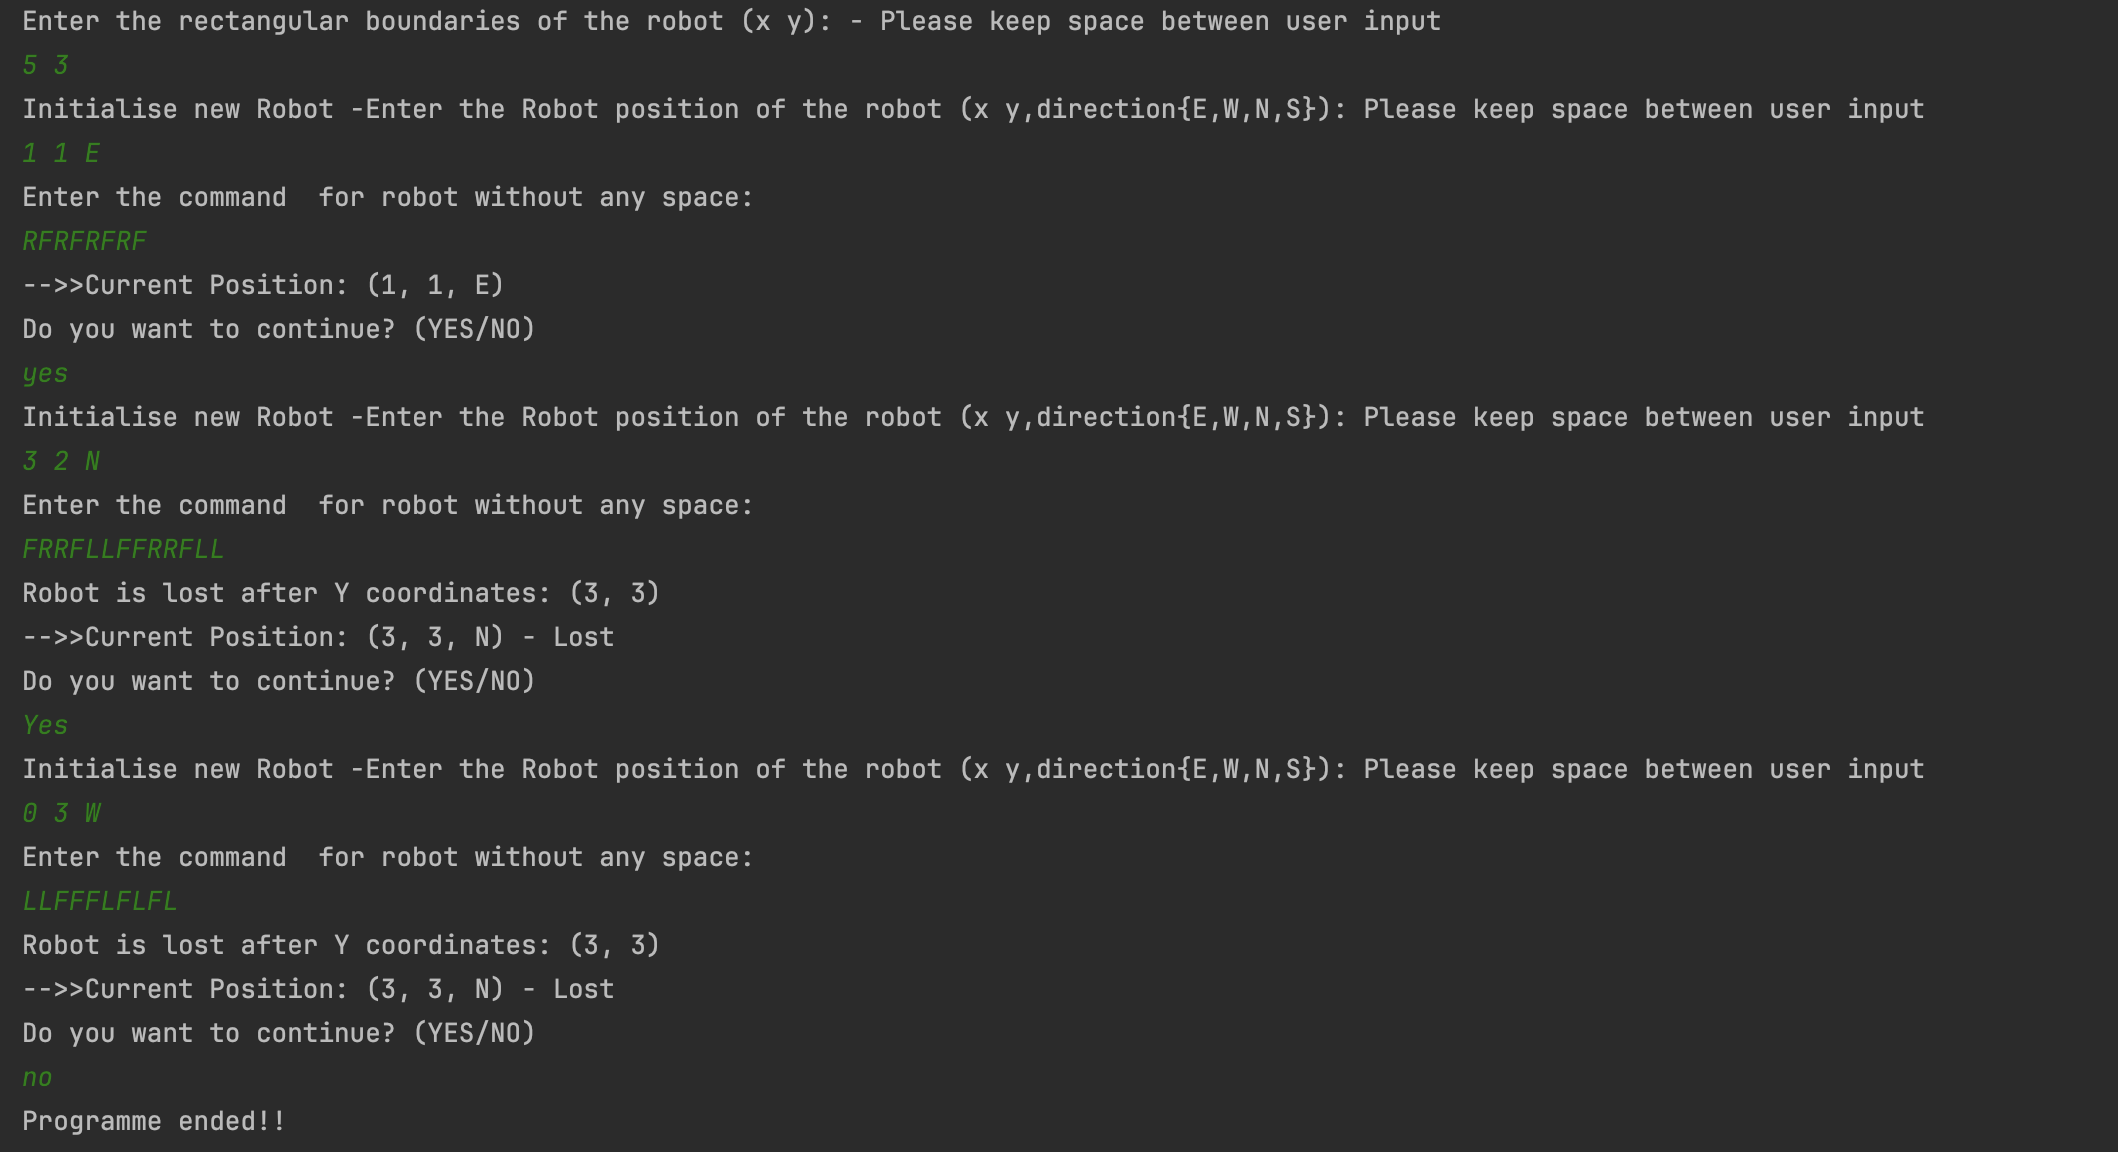 Enter the rectangular boundaries of the robot (x y): - Please keep space between user input
5 3
Initialise new Robot -Enter the Robot position of the robot (x y,direction{E,W,N,S}): Please keep space between user input
1 1 E
Enter the command  for robot without any space:
RFRFRFRF
-->>Current Position: (1, 1, E)
Do you want to continue? (YES/NO)
yes
Initialise new Robot -Enter the Robot position of the robot (x y,direction{E,W,N,S}): Please keep space between user input
3 2 N
Enter the command  for robot without any space:
FRRFLLFFRRFLL
Robot is lost after Y coordinates: (3, 3)
-->>Current Position: (3, 3, N) - Lost
Do you want to continue? (YES/NO)
Yes
Initialise new Robot -Enter the Robot position of the robot (x y,direction{E,W,N,S}): Please keep space between user input
0 3 W
Enter the command  for robot without any space:
LLFFFLFLFL
Robot is lost after Y coordinates: (3, 3)
-->>Current Position: (3, 3, N) - Lost
Do you want to continue? (YES/NO)
no
Programme ended!!